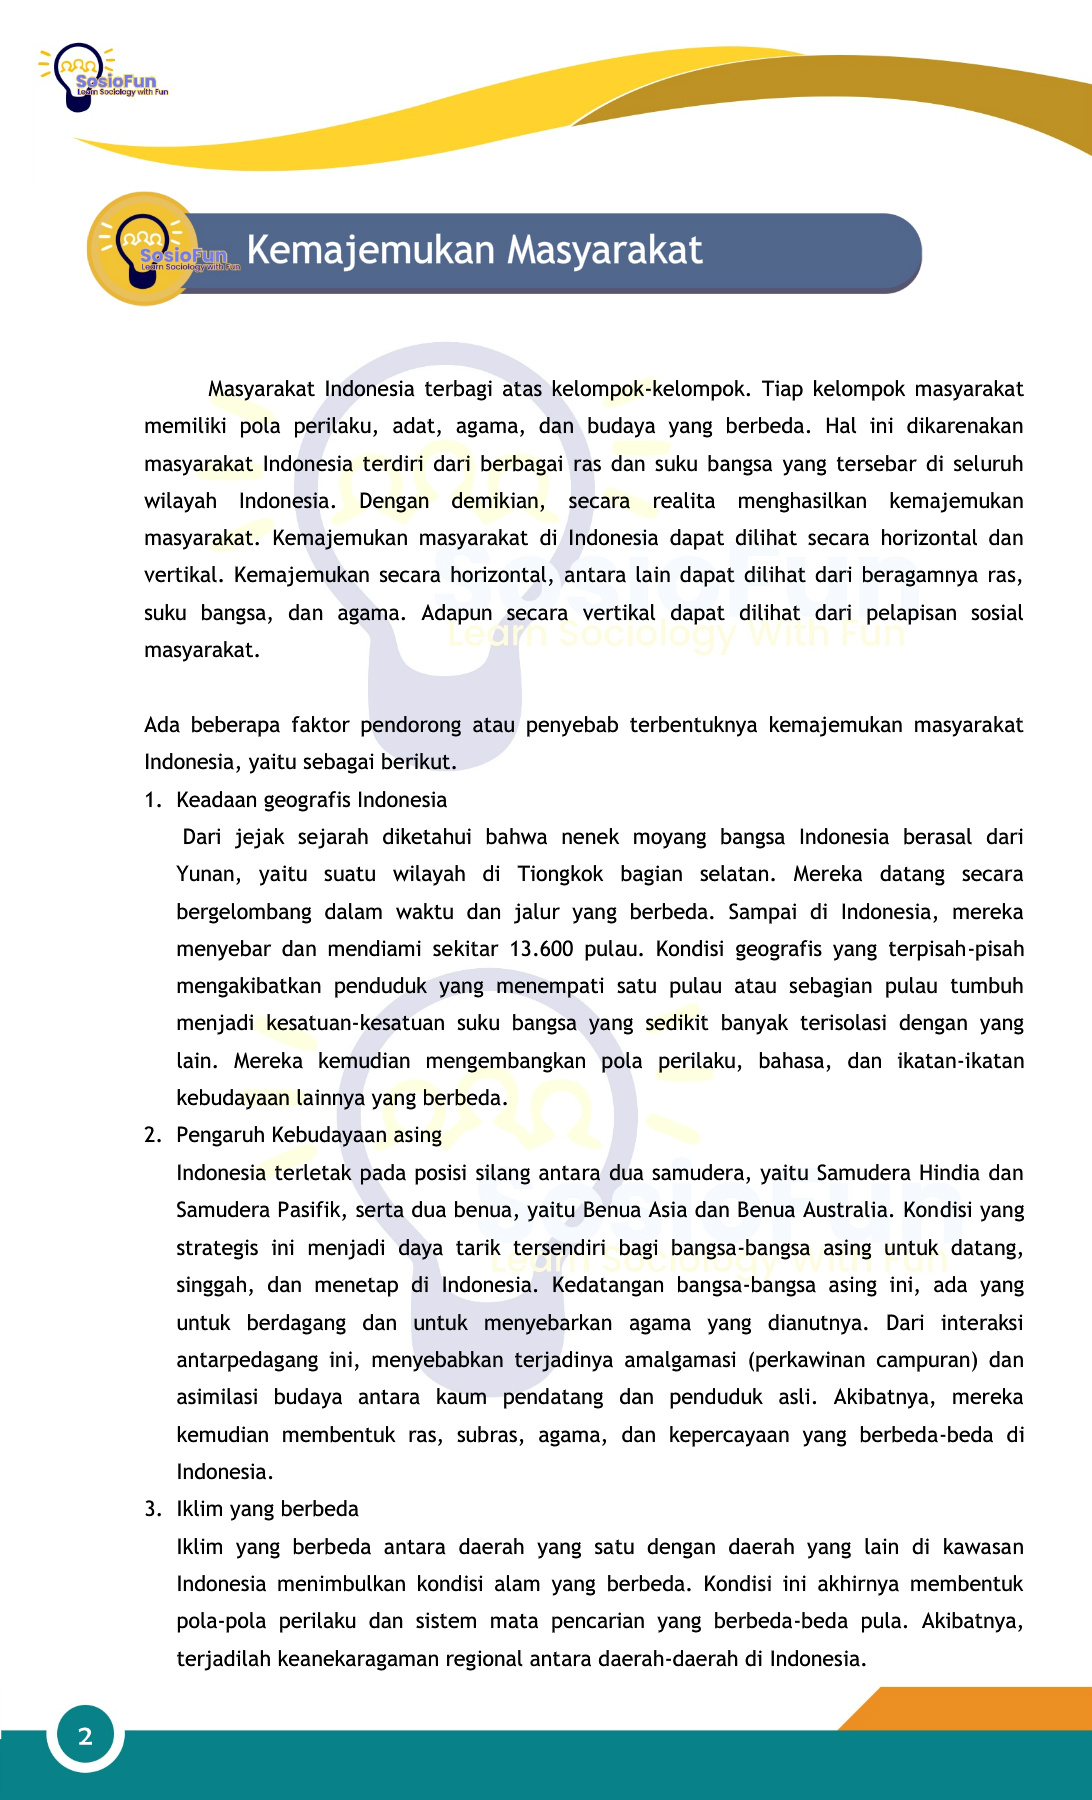 SosioFun
Learn Sociology with Fun
SosioFun
Learn Sociology with Fun
Kemajemukan Masyarakat
Masyarakat Indonesia terbagi atas kelompok-kelompok. Tiap kelompok masyarakat
memiliki pola perilaku, adat, agama, dan budaya yang berbeda. Hal ini dikarenakan
masyarakat Indonesia terdiri dari berbagai ras dan suku bangsa yang tersebar di seluruh
wilayah Indonesia. Dengan demikian, secara realita menghasilkan kemajemukan
masyarakat. Kemajemukan masyarakat di Indonesia dapat dilihat secara horizontal dan
vertikal. Kemajemukan secara horizontal, antara lain dapat dilihat dari beragamnya ras,
suku bangsa, dan agama. Adapun secara vertikal dapat dilihat dari pelapisan sosial
masyarakat.
SosioFun
Learn Sociology With Fun
Ada beberapa faktor pendorong atau penyebab terbentuknya kemajemukan masyarakat
Indonesia, yaitu sebagai berikut.
1. Keadaan geografis Indonesia
Dari jejak sejarah diketahui bahwa nenek moyang bangsa Indonesia berasal dari
Yunan, yaitu suatu wilayah di Tiongkok bagian selatan. Mereka datang secara
bergelombang dalam waktu dan jalur yang berbeda. Sampai di Indonesia, mereka
menyebar dan mendiami sekitar 13.600 pulau. Kondisi geografis yang terpisah-pisah
mengakibatkan penduduk yang menempati satu pulau atau sebagian pulau tumbuh
menjadi kesatuan-kesatuan suku bangsa yang sedikit banyak terisolasi dengan yang
lain. Mereka kemudian mengembangkan pola perilaku, bahasa, dan ikatan-ikatan
kebudayaan lainnya yang berbeda.
2. Pengaruh Kebudayaan asing
Indonesia terletak pada posisi silang antara dua samudera, yaitu Samudera Hindia dan
Samudera Pasifik, serta dua benua, yaitu Benua Asia dan Benua Australia. Kondisi yang
strategis ini menjadi daya tarik tersendiri bagi bangsa-bangsa asing untuk datang,
singgah, dan menetap di Indonesia. Kedatangan bangsa-bangsa asing ini, ada yang
untuk berdagang dan untuk menyebarkan agama yang dianutnya. Dari interaksi
antarpedagang ini, menyebabkan terjadinya amalgamasi (perkawinan campuran) dan
asimilasi budaya antara kaum pendatang dan penduduk asli. Akibatnya, mereka
kemudian membentuk ras, subras, agama, dan kepercayaan yang berbeda-beda di
Indonesia.
SosioFun
Learn Sociology With Fun
3. Iklim yang berbeda
Iklim yang berbeda antara daerah yang satu dengan daerah yang lain di kawasan
Indonesia menimbulkan kondisi alam yang berbeda. Kondisi ini akhirnya membentuk
pola-pola perilaku dan sistem mata pencarian yang berbeda-beda pula. Akibatnya,
terjadilah keanekaragaman regional antara daerah-daerah di Indonesia.
2